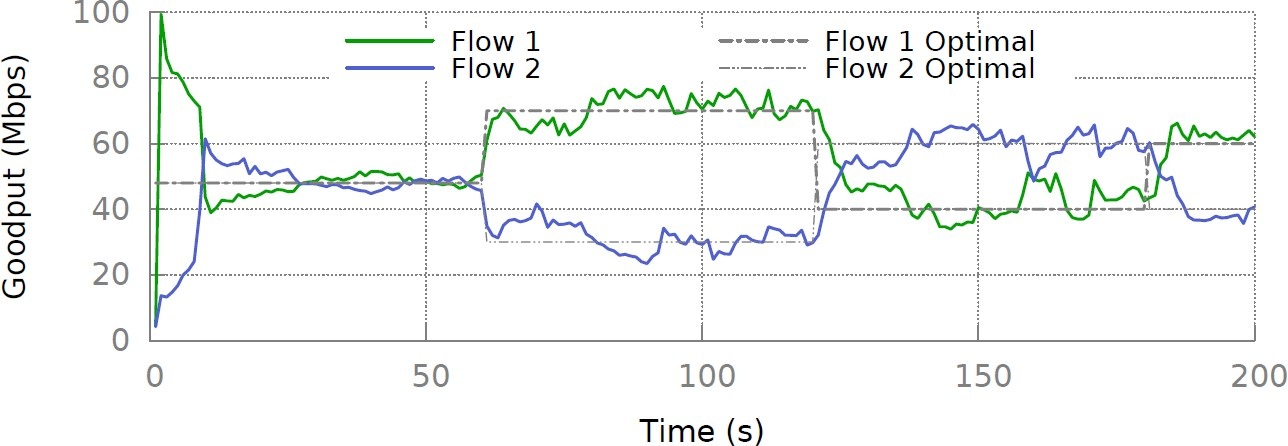 100
80
60
40
20
0
Goodput (Mbps)
Flow 1
Flow 2
Flow 1 Optimal
Flow 2 Optimal
0 50 100 150 200
Time (s)